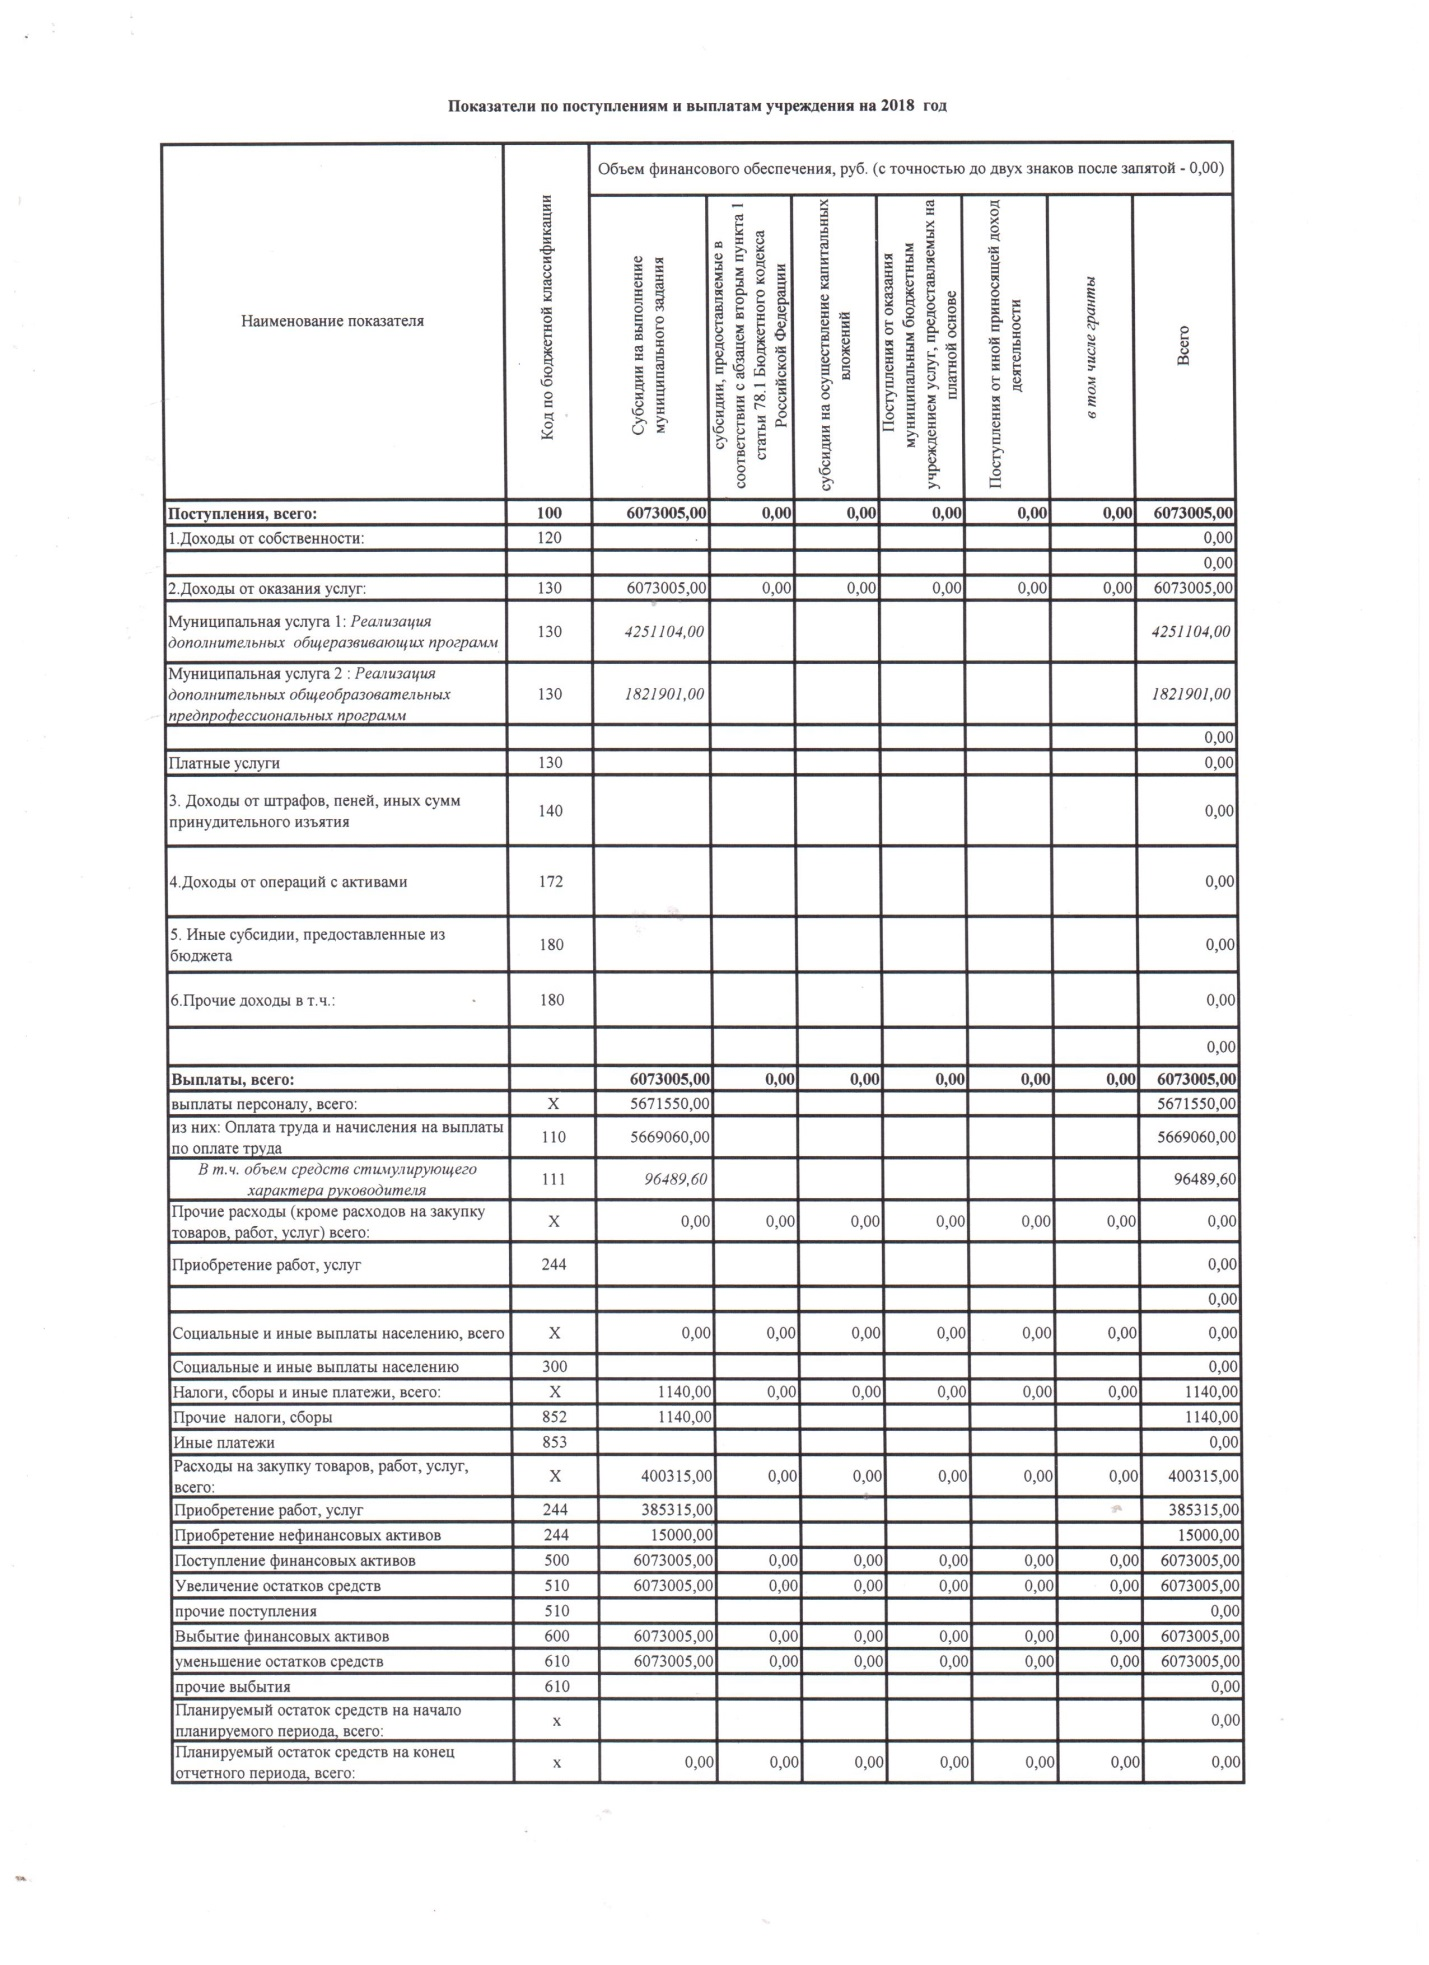 Показатели по поступлениям и выплатам учреждения на 2018 год
Наименование показателя
Код по бюджетной классификации
Объем финансового обеспечения, руб. (с точностью до двух знаков после запятой - 0,00)
Субсидии на выполнение
муниципального задания
субсидии, предоставляемые в
соответствии с абзацем вторым пункта 1
статьи 78.1 Бюджетного кодекса
Российской Федерации
субсидии на осуществление капитальных
вложений
Поступления от оказания
муниципальным бюджетным
учреждением услуг, предоставляемых на
платной основе
Поступления от иной приносящей доход
деятельности
в том числе гранты
Всего
Поступления, всего: 100 6073005,00 0,00 0,00 0,00 0,00 0,00 6073005,00
1.Доходы от собственности: 120 0,00
0,00
2.Доходы от оказания услуг: 130 6073005,00 0,00 0,00 0,00 0,00 0,00 6073005,00
Муниципальная услуга 1: Реализация
дополнительных общеразвивающих программ 130 4251104,00 4251104,00
Муниципальная услуга 2 : Реализация
дополнительных общеобразовательных 130 1821901,00 1821901,00
предпрофессиональных программ
0,00
Платные услуги 130 0,00
3. Доходы от штрафов, пеней, иных сумм
принудительного изъятия 140 0,00
4.Доходы от операций с активами 172 0,00
5. Иные субсидии, предоставленные из
бюджета 180 0,00
6.Прочие доходы в т.ч.: 180 0,00
0,00
Выплаты, всего: 6073005,00 0,00 0,00 0,00 0,00 0,00 6073005,00
выплаты персоналу, всего: X 5671550,00 5671550,00
из них: Оплата труда и начисления на выплаты
по оплате труда 110 5669060,00 5669060,00
В т.ч. объем средств стимулирующего
характера руководителя 111 96489,60 96489,60
Прочие расходы (кроме расходов на закупку
товаров, работ, услуг) всего: X 0,00 0,00 0,00 0,00 0,00 0,00 0,00
Приобретение работ, услуг 244 0,00
0,00
Социальные и иные выплаты населению, всего X 0,00 0,00 0,00 0,00 0,00 0,00 0,00
Социальные и иные выплаты населению 300 0,00
Налоги, сборы и иные платежи, всего: X 1140,00 0,00 0,00 0,00 0,00 0,00 1140,00
Прочие налоги, сборы 852 1140,00 1140,00
Иные платежи 853 0,00
Расходы на закупку товаров, работ, услуг,
всего: X 400315,00 0,00 0,00 0,00 0,00 0,00 400315,00
Приобретение работ, услуг 244 385315,00 385315,00
Приобретение нефинансовых активов 244 15000,00 15000,00
Поступление финансовых активов 500 6073005,00 0,00 0,00 0,00 0,00 0,00 6073005,00
Увеличение остатков средств 510 6073005,00 0,00 0,00 0,00 0,00 0,00 6073005,00
прочие поступления 510 0,00
Выбытие финансовых активов 600 6073005,00 0,00 0,00 0,00 0,00 0,00 6073005,00
уменьшение остатков средств 610 6073005,00 0,00 0,00 0,00 0,00 0,00 6073005,00
прочие выбытия 610 0,00
Планируемый остаток средств на начало
планируемого периода, всего: x 0,00
Планируемый остаток средств на конец
отчетного периода, всего: x 0,00 0,00 0,00 0,00 0,00 0,00 0,00